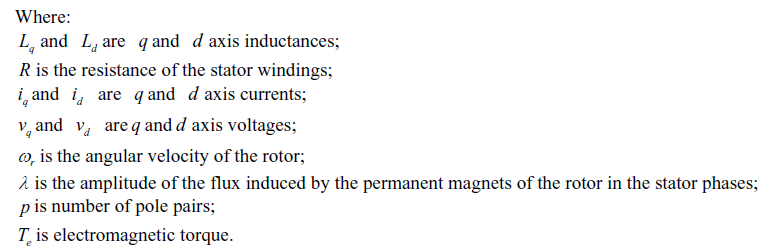 Where:
L_q and L_d are q and d axis inductances;
R is the resistance of the stator windings;
i_q and i_d are q and d axis currents;
v_q and v_d are q and d axis voltages;
ω_r is the angular velocity of the rotor;
λ is the amplitude of the flux induced by the permanent magnets of the rotor in the stator phases;
p is number of pole pairs;
T_e is electromagnetic torque.